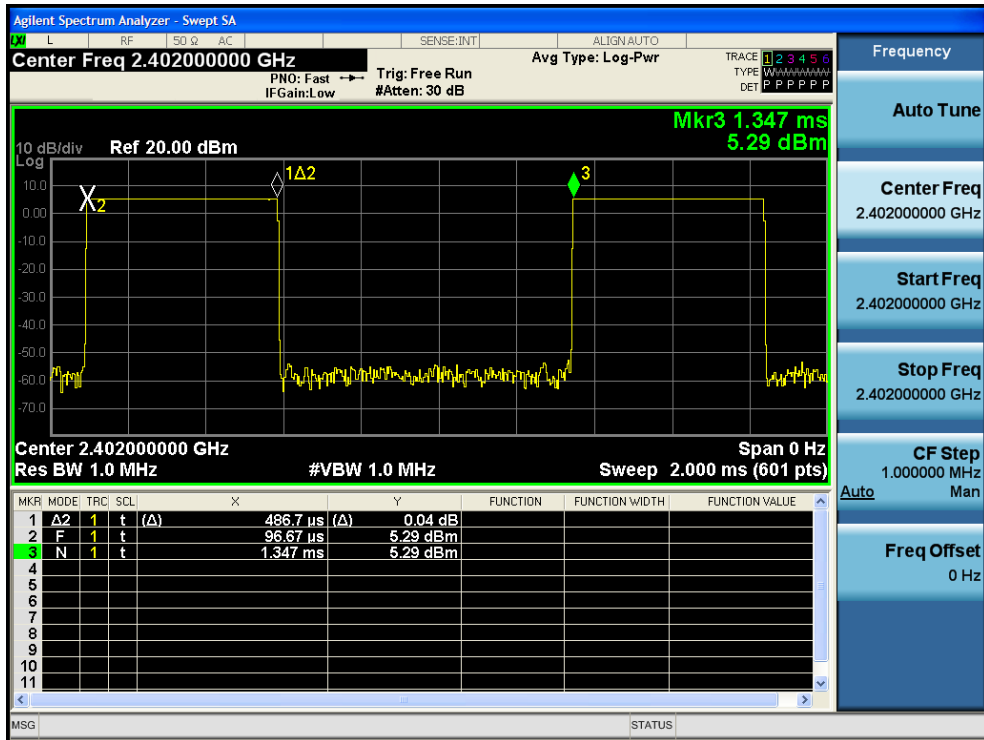 Agilent Spectrum Analyzer - Swept SA
LXI L RF 50 Ω AC SENSE:INT ALIGN AUTO
Center Freq 2.402000000 GHz
PNO: Fast
IFGain:Low
Trig: Free Run
#Atten: 30 dB
Avg Type: Log-Pwr
TRACE 1 2 3 4 5 6
TYPE WWWWWW
DET P P P P P P
Mkr3 1.347 ms
5.29 dBm
10 dB/div Ref 20.00 dBm
Log
10.0
0.00
-10.0
-20.0
-30.0
-40.0
-50.0
-60.0
-70.0
X2
1Δ2
3
Center 2.402000000 GHz Span 0 Hz
Res BW 1.0 MHz #VBW 1.0 MHz Sweep 2.000 ms (601 pts)
MKR MODE TRC SCL X Y FUNCTION FUNCTION WIDTH FUNCTION VALUE
1 Δ2 1 t (Δ) 486.7 µs (Δ) 0.04 dB
2 F 1 t 96.67 µs 5.29 dBm
3 N 1 t 1.347 ms 5.29 dBm
4
5
6
7
8
9
10
11
MSG STATUS
Frequency
Auto Tune
Center Freq
2.402000000 GHz
Start Freq
2.402000000 GHz
Stop Freq
2.402000000 GHz
CF Step
1.000000 MHz
Auto Man
Freq Offset
0 Hz